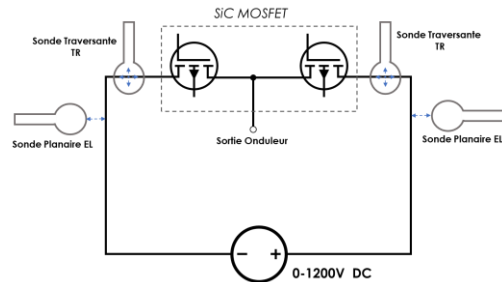 SiC MOSFET
Sonde Traversante
TR
Sonde Traversante
TR
Sonde Planaire EL
Sortie Onduleur
Sonde Planaire EL
− +
0-1200V DC